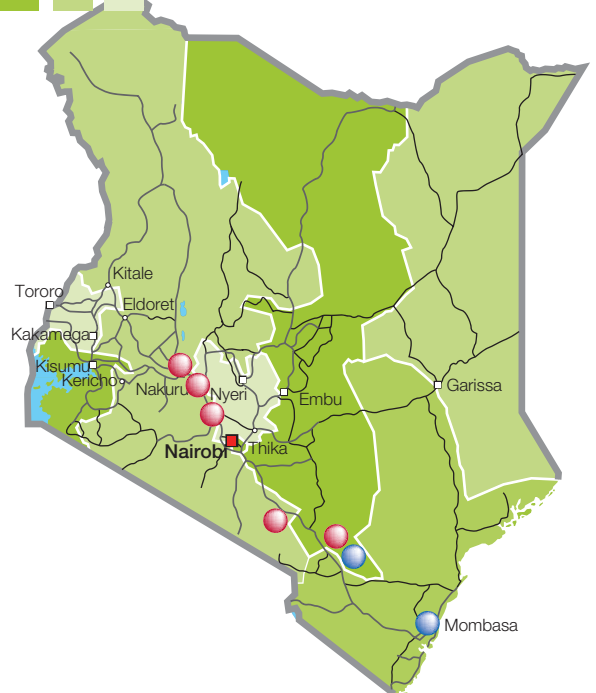 Kitale
Tororo
Eldoret
Kakamega
Kisumu
Kericho
Nakuru
Nyeri
Embu
Garissa
Nairobi
Thika
Mombasa